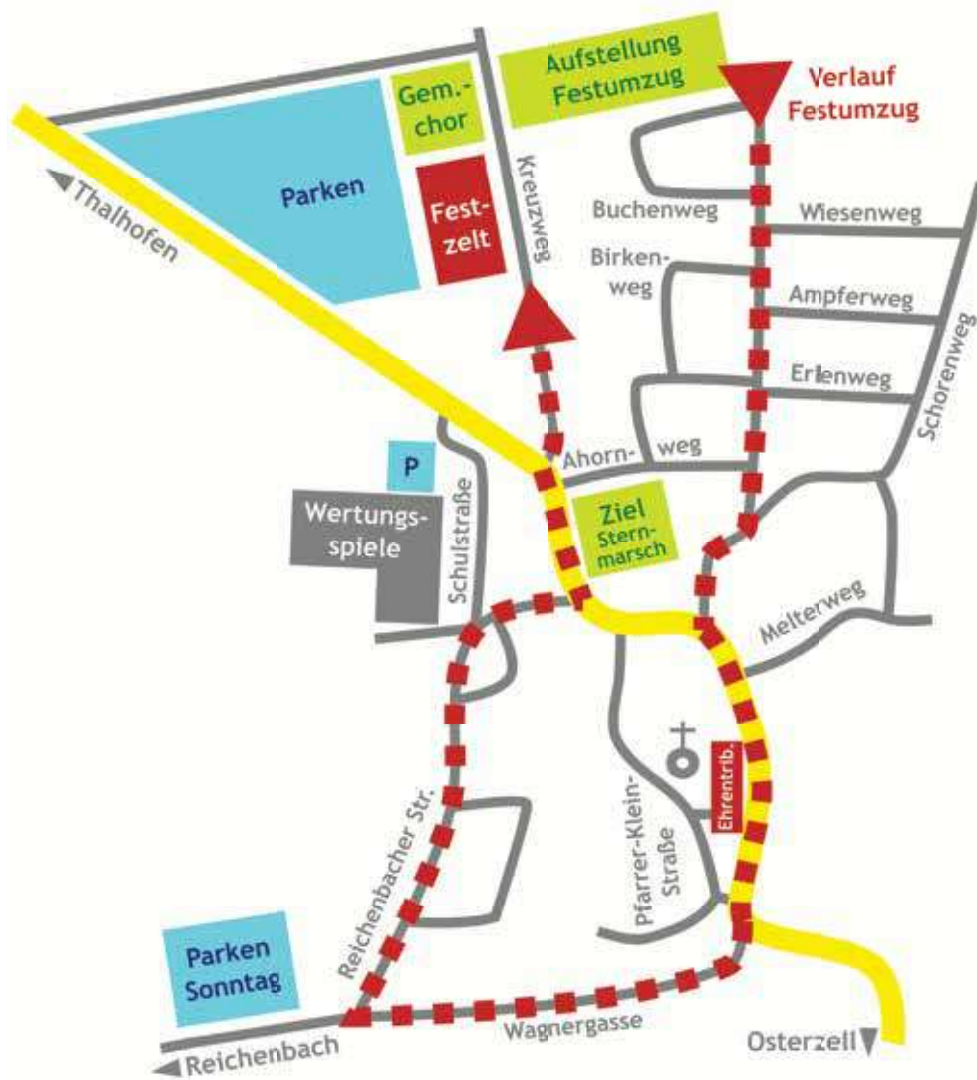 Aufstellung
Festumzug
Verlauf
Festumzug
Gem.-
chor
Parken
Fest-
zelt
Kreuzweg
Thalhofen
Buchenweg
Wiesenweg
Birken-
weg
Ampferweg
Erlenweg
Schorenweg
Ahorn-
weg
P
Wertungs-
spiele
Schulstraße
Ziel
Stern-
marsch
Melterweg
Ehrentrib.
Pfarrer-Klein-
Straße
Reichenbacher Str.
Parken
Sonntag
Wagnergasse
Reichenbach
Osterzell